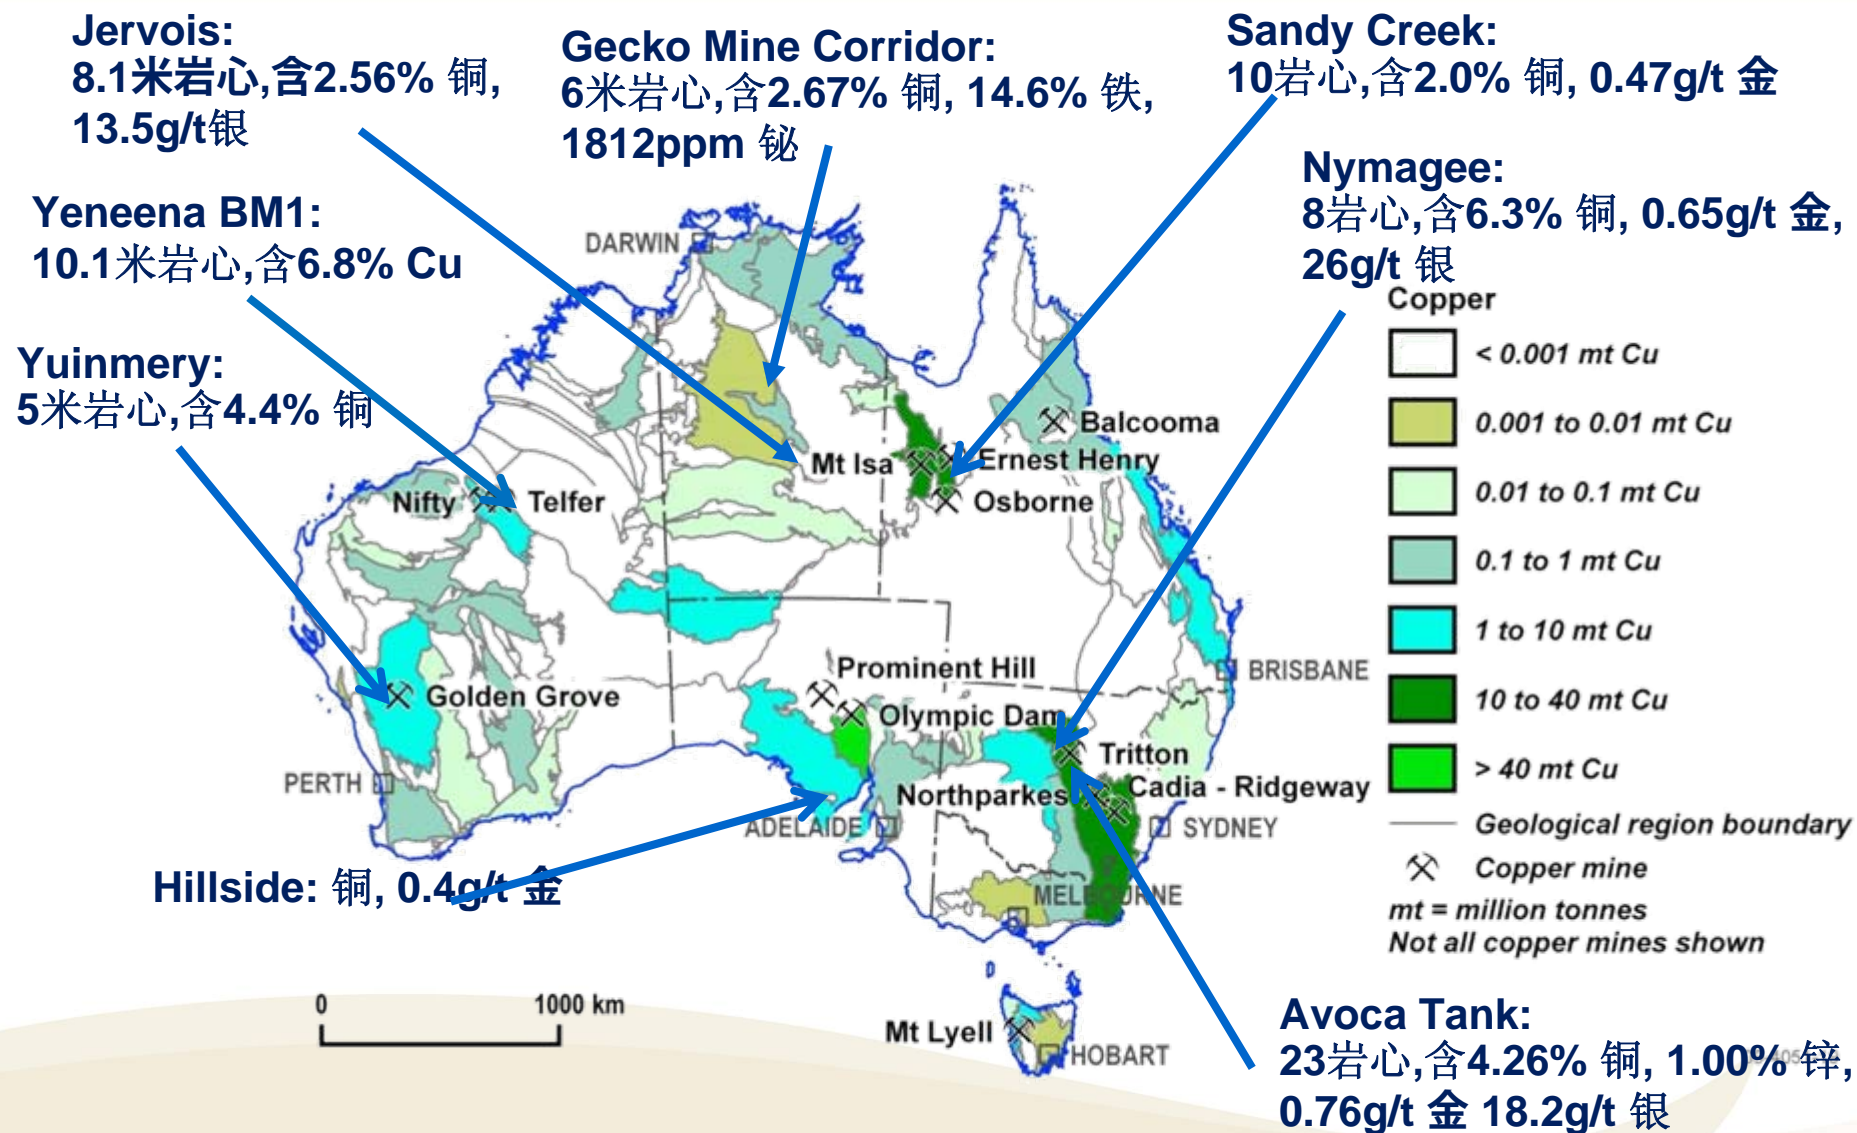 Jervois:
8.1米岩心,含2.56% 铜,
13.5g/t银
Gecko Mine Corridor:
6米岩心,含2.67% 铜, 14.6% 铁,
1812ppm 铋
Sandy Creek:
10岩心,含2.0% 铜, 0.47g/t 金
Nymagee:
8岩心,含6.3% 铜, 0.65g/t 金,
26g/t 银
Yeneena BM1:
10.1米岩心,含6.8% Cu
Yuinmery:
5米岩心,含4.4% 铜
DARWIN
Balcooma
Mt Isa
Ernest Henry
Nifty
Telfer
Osborne
Prominent Hill
BRISBANE
Golden Grove
Olympic Dam
Tritton
PERTH
Northparkes
Cadia - Ridgeway
ADELAIDE
SYDNEY
MELBOURNE
Hillside: 铜, 0.4g/t 金
Mt Lyell
HOBART
0
1000 km
Copper
< 0.001 mt Cu
0.001 to 0.01 mt Cu
0.01 to 0.1 mt Cu
0.1 to 1 mt Cu
1 to 10 mt Cu
10 to 40 mt Cu
> 40 mt Cu
Geological region boundary
Copper mine
mt = million tonnes
Not all copper mines shown
Avoca Tank:
23岩心,含4.26% 铜, 1.00% 锌,
0.76g/t 金 18.2g/t 银